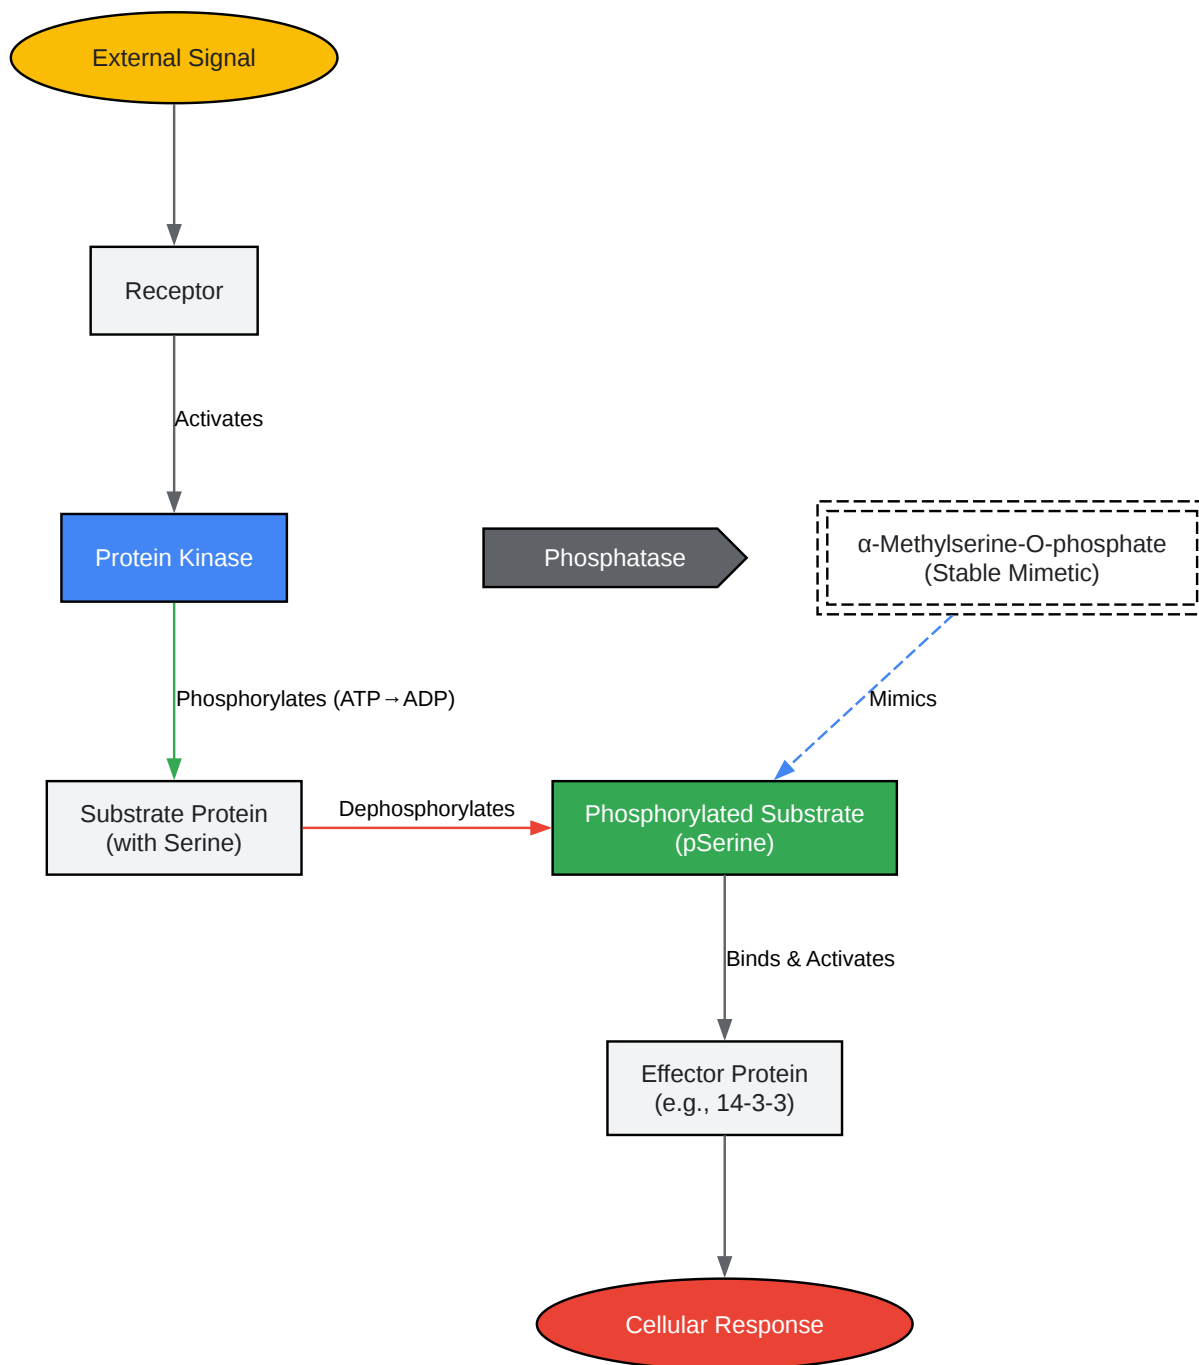 External Signal
Receptor
Activates
Protein Kinase
Phosphatase
α-Methylserine-O-phosphate
(Stable Mimetic)
Phosphorylates (ATP→ADP)
Mimics
Substrate Protein
(with Serine)
Dephosphorylates
Phosphorylated Substrate
(pSerine)
Binds & Activates
Effector Protein
(e.g., 14-3-3)
Cellular Response